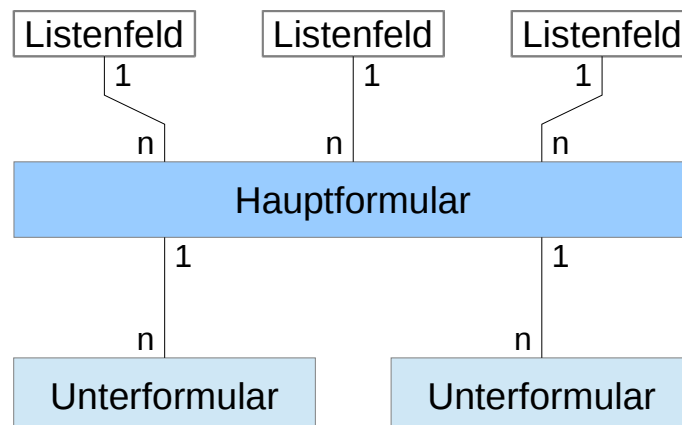 Listenfeld Listenfeld Listenfeld
1 1 1
n n n
Hauptformular
1 1
n n
Unterformular Unterformular